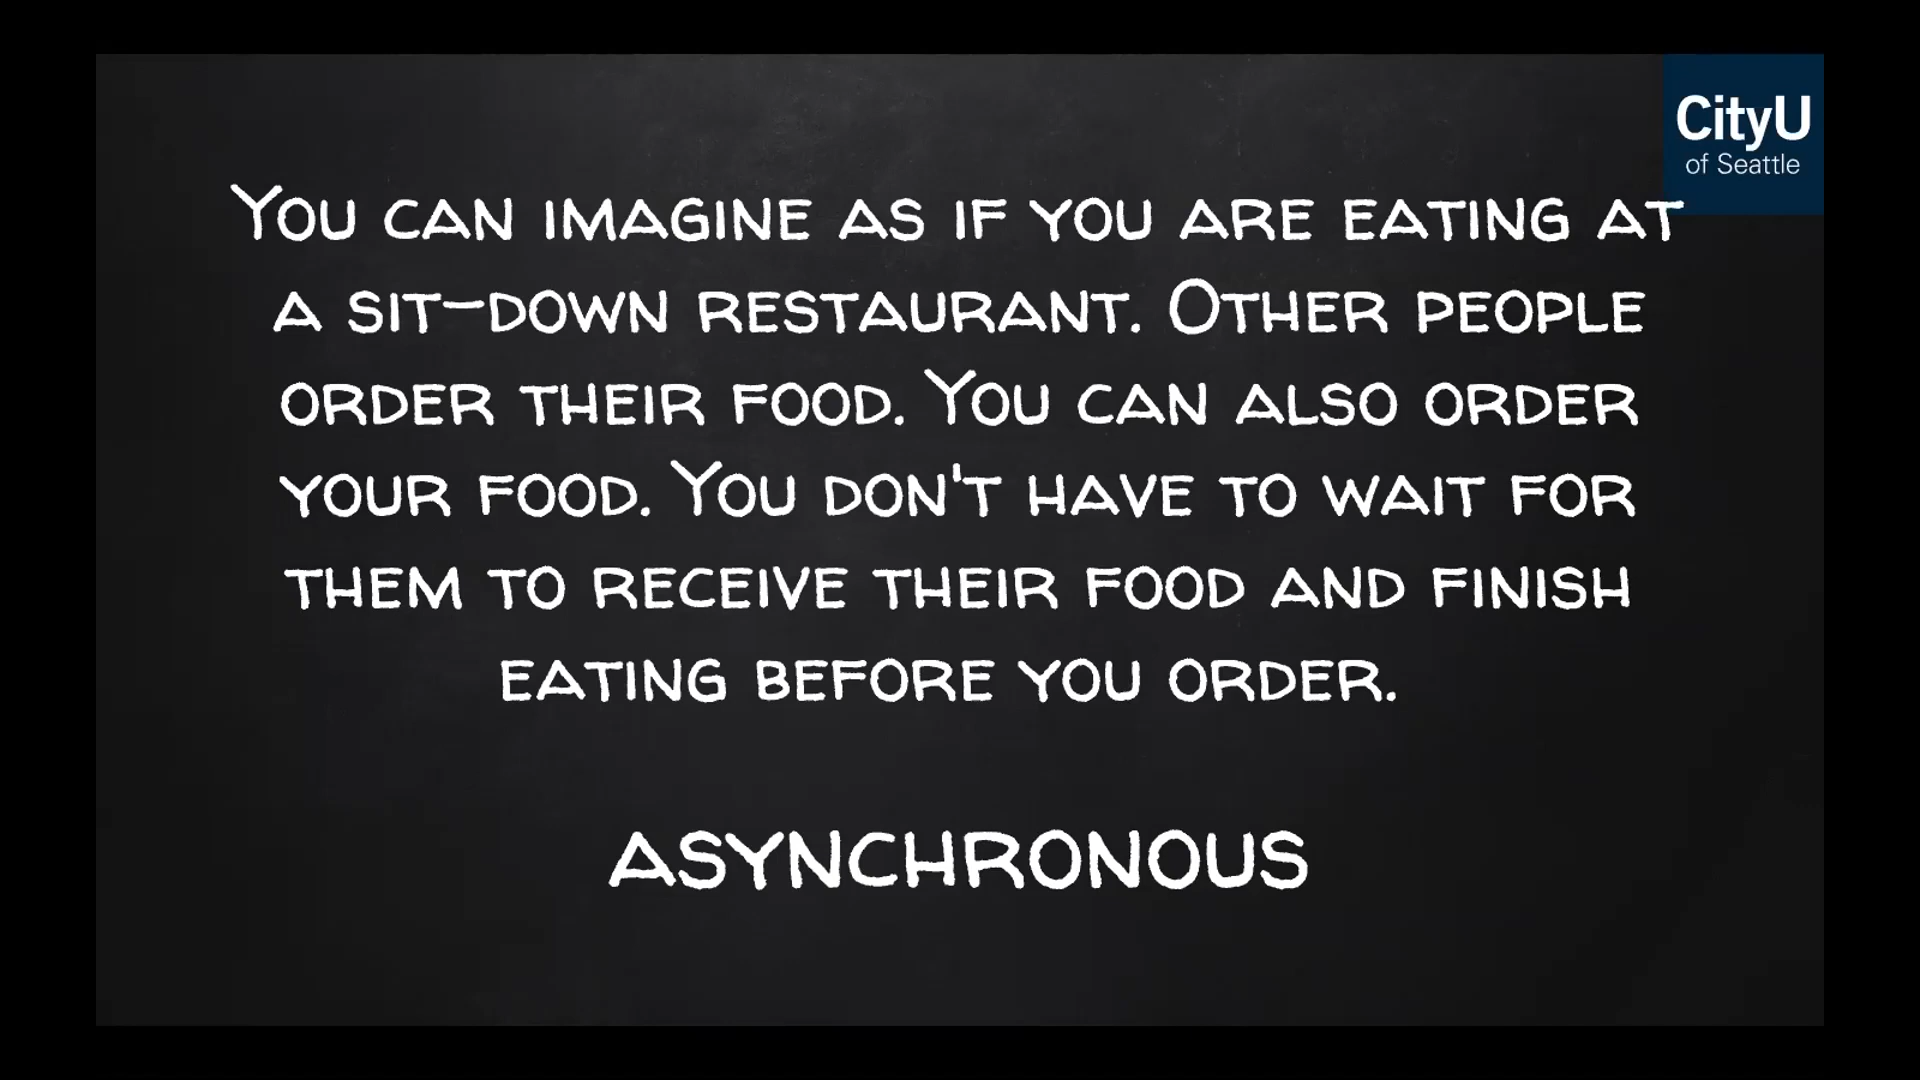 CityU
of Seattle
You can imagine as if you are eating at
a sit-down restaurant. Other people
order their food. You can also order
your food. You don't have to wait for
them to receive their food and finish
eating before you order.
asynchronous